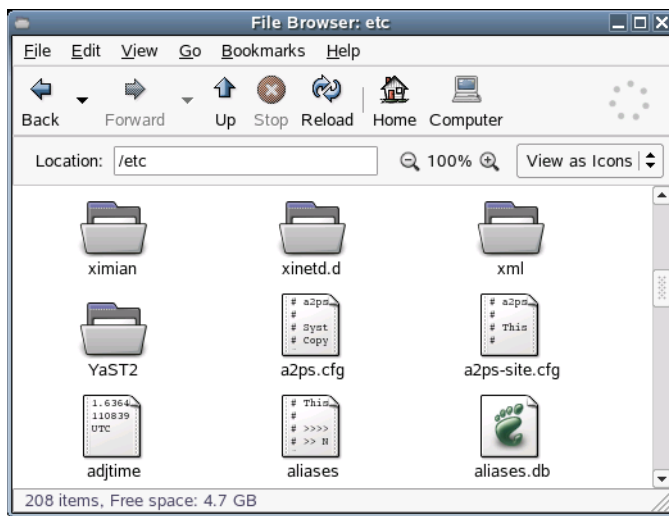 File Browser: etc
File Edit View Go Bookmarks Help
Back Forward Up Stop Reload Home Computer
Location: /etc 100% View as Icons
ximian xinetd.d xml
# a2ps
#
# Syst
# Copy
# a2ps
#
# This
#
YaST2 a2ps.cfg a2ps-site.cfg
1.6364
110839
UTC
# This
#
# >>>>
# >> N
adjtime aliases aliases.db
208 items, Free space: 4.7 GB